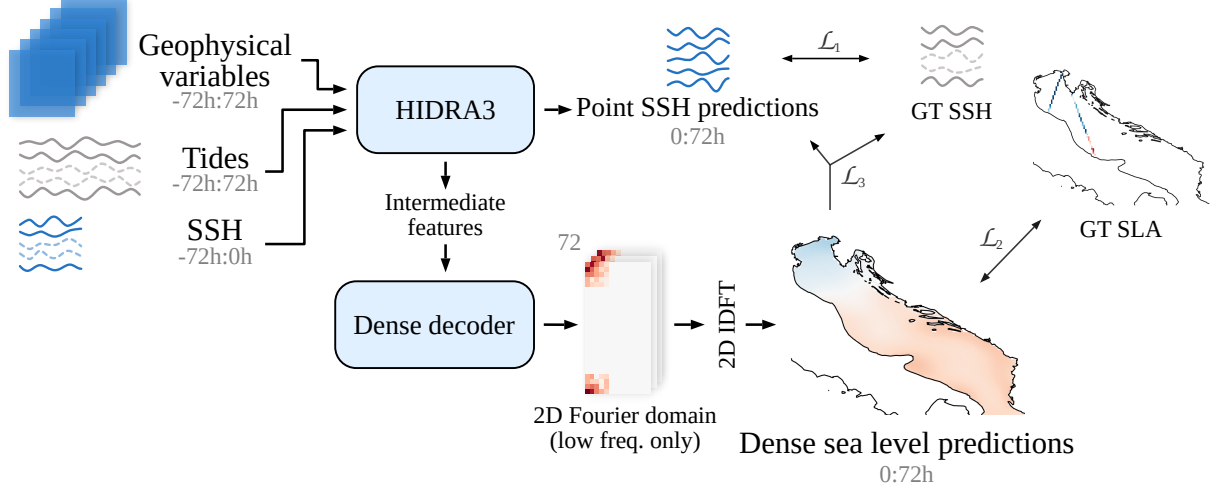 Geophysical
variables
-72h:72h
Tides
-72h:72h
SSH
-72h:0h
HIDRA3
Intermediate
features
Dense decoder
Point SSH predictions
0:72h
ℒ₁
GT SSH
ℒ₃
GT SLA
ℒ₂
72
2D Fourier domain
(low freq. only)
2D IDFT
Dense sea level predictions
0:72h